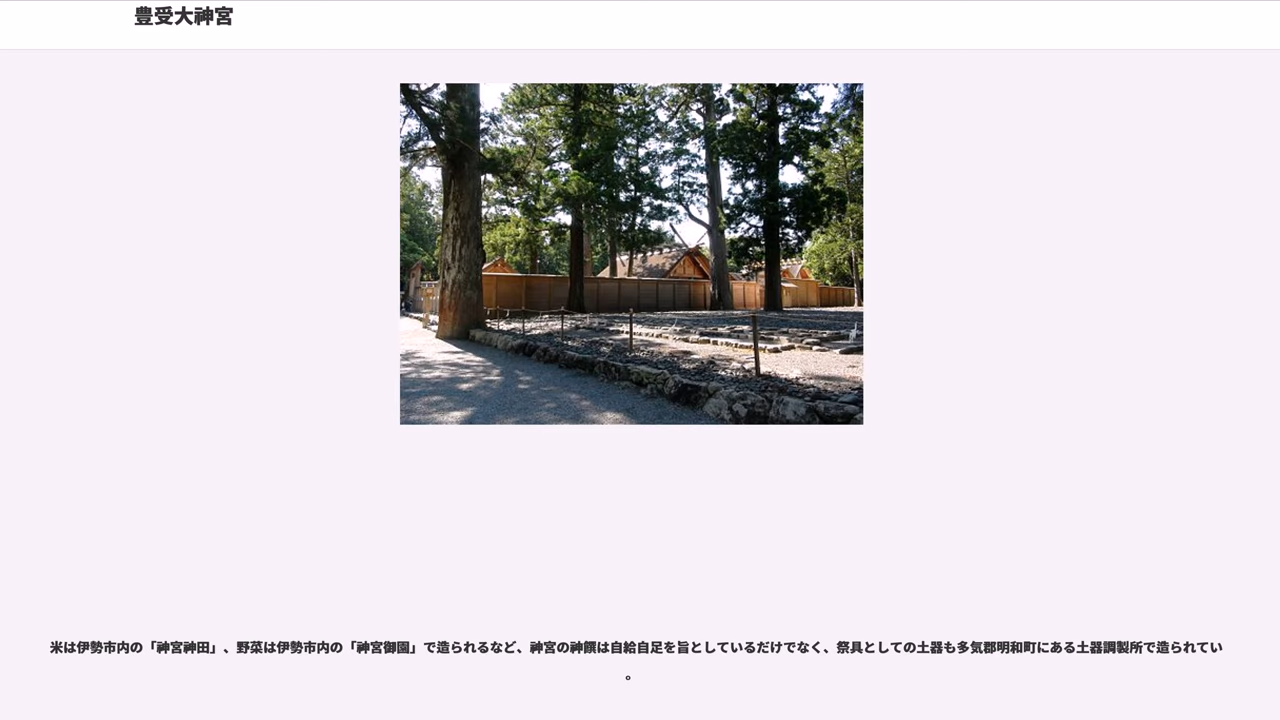 豊受大神宮
米は伊勢市内の「神宮神田」、野菜は伊勢市内の「神宮御園」で造られるなど、神宮の神饌は自給自足を旨としているだけでなく、祭具としての土器も多気郡明和町にある土器調製所で造られてい
。